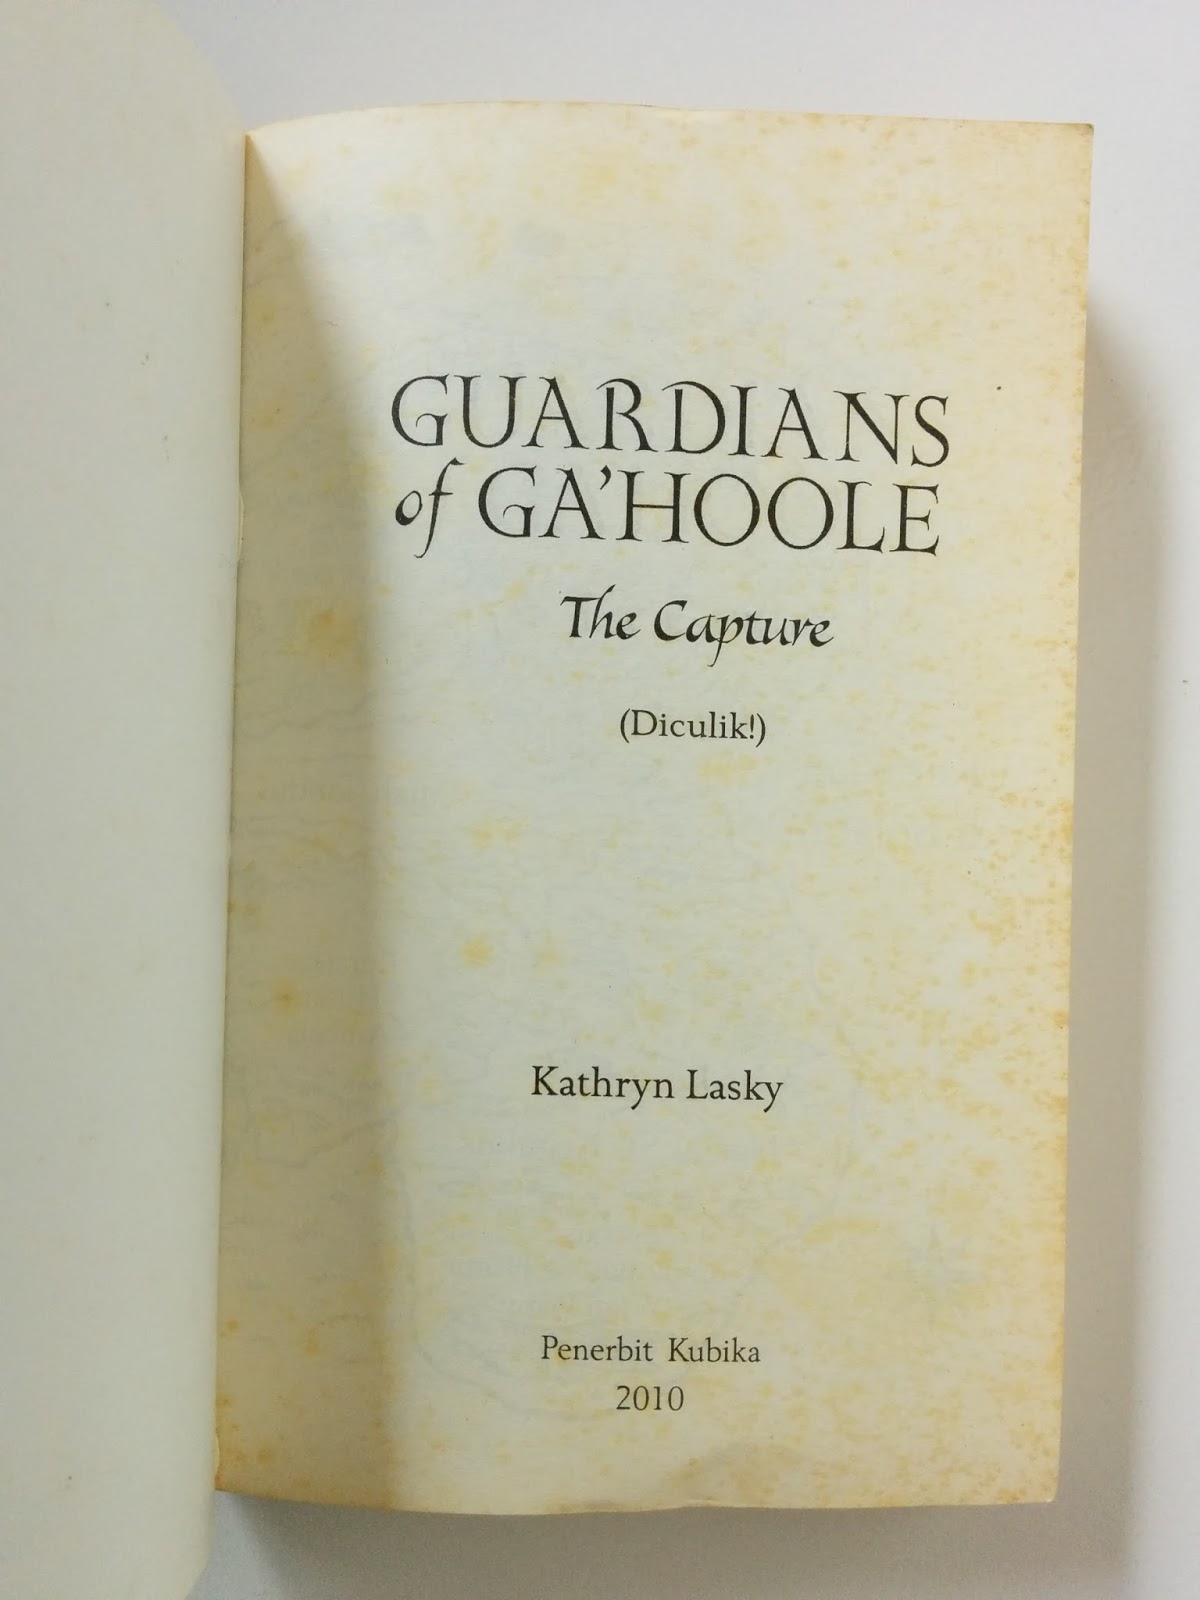 GUARDIANS
of GA'HOOLE
The Capture
(Diculik!)
Kathryn Lasky
Penerbit Kubika
2010